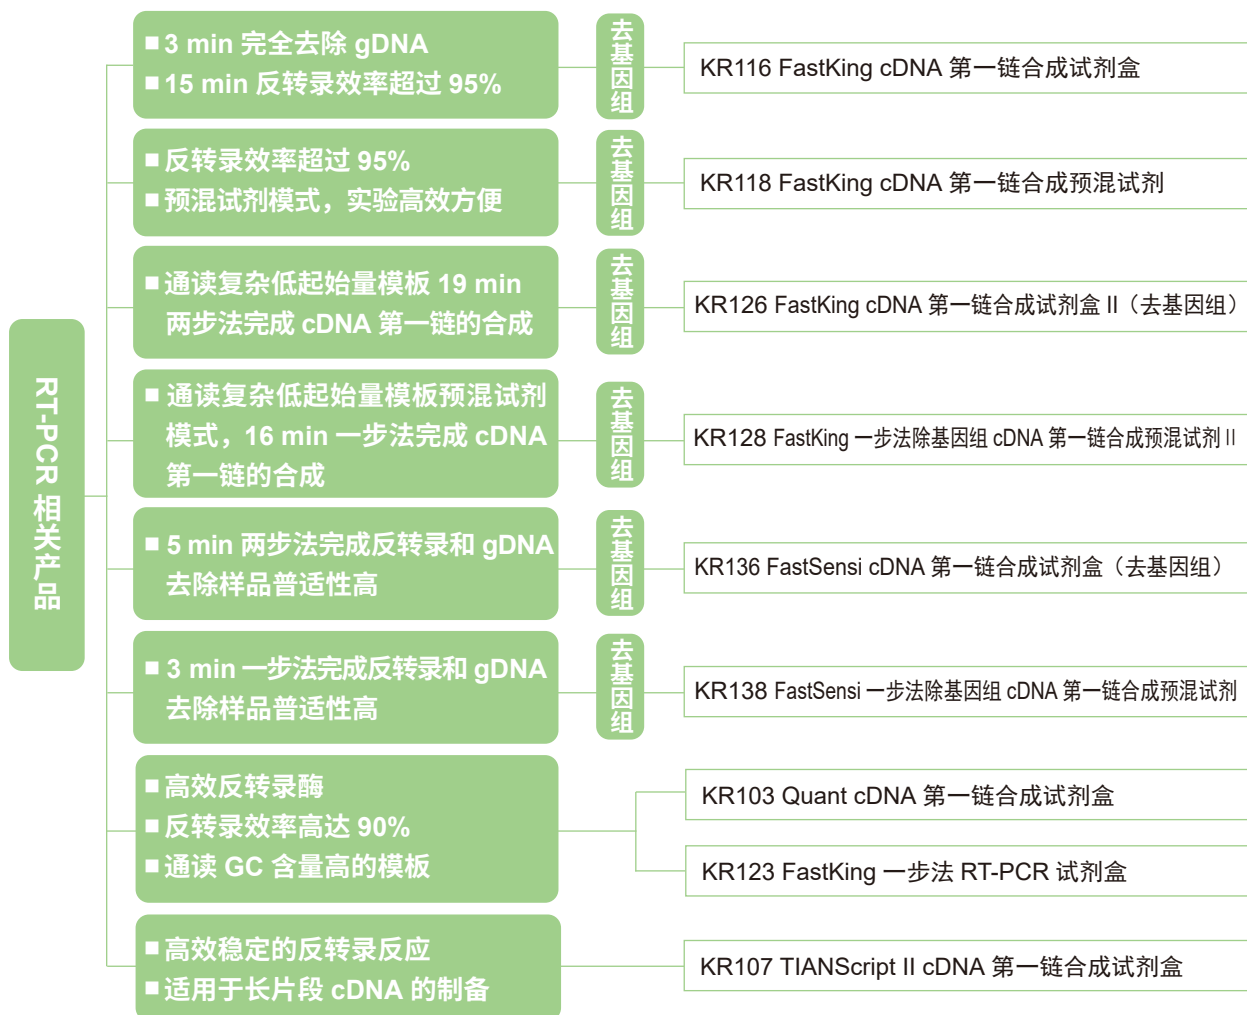 RT-PCR 相关产品
■ 3 min 完全去除 gDNA
■ 15 min 反转录效率超过 95%
去基因组
KR116 FastKing cDNA 第一链合成试剂盒
■ 反转录效率超过 95%
■ 预混试剂模式，实验高效方便
去基因组
KR118 FastKing cDNA 第一链合成预混试剂
■ 通读复杂低起始量模板 19 min
两步法完成 cDNA 第一链的合成
去基因组
KR126 FastKing cDNA 第一链合成试剂盒 II（去基因组）
■ 通读复杂低起始量模板预混试剂
模式，16 min 一步法完成 cDNA
第一链的合成
去基因组
KR128 FastKing 一步法除基因组 cDNA 第一链合成预混试剂 II
■ 5 min 两步法完成反转录和 gDNA
去除样品普适性高
去基因组
KR136 FastSensi cDNA 第一链合成试剂盒（去基因组）
■ 3 min 一步法完成反转录和 gDNA
去除样品普适性高
去基因组
KR138 FastSensi 一步法除基因组 cDNA 第一链合成预混试剂
■ 高效反转录酶
■ 反转录效率高达 90%
■ 通读 GC 含量高的模板
KR103 Quant cDNA 第一链合成试剂盒
KR123 FastKing 一步法 RT-PCR 试剂盒
■ 高效稳定的反转录反应
■ 适用于长片段 cDNA 的制备
KR107 TIANScript II cDNA 第一链合成试剂盒